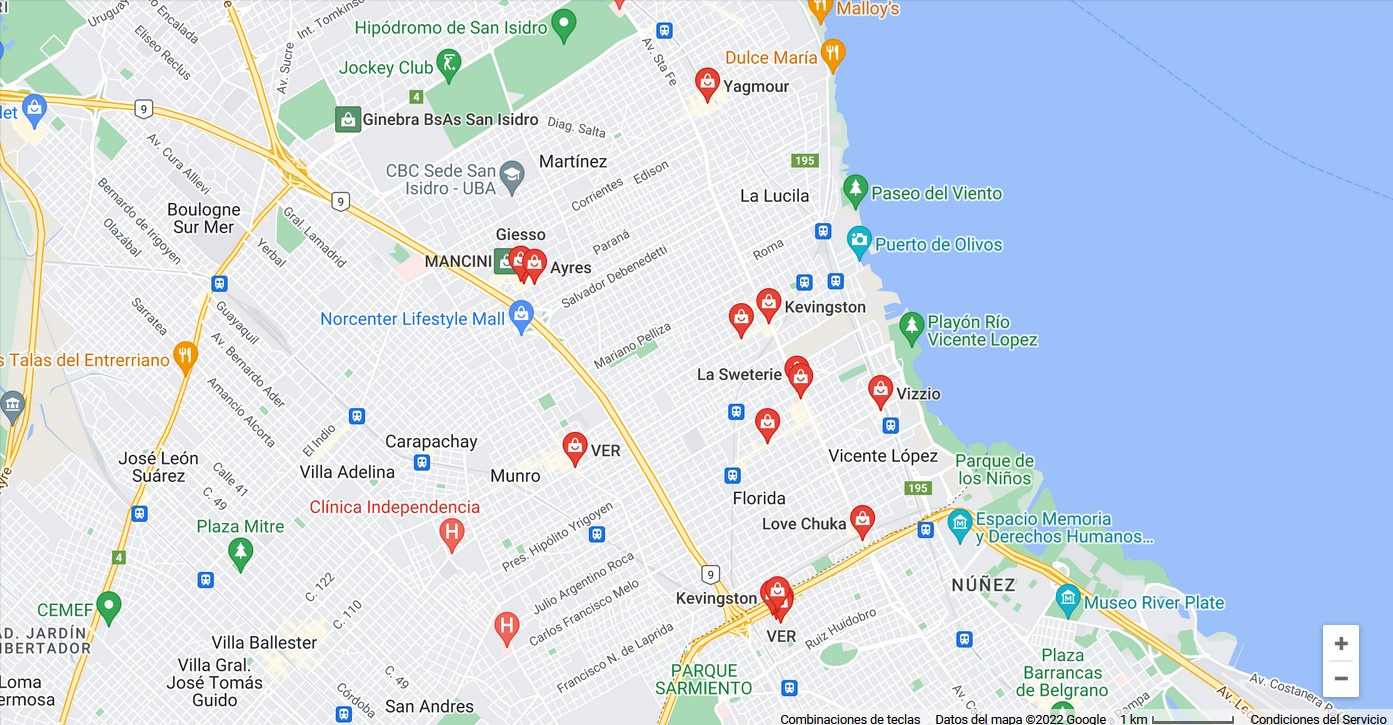 Uruguay
Int. Tomkinso
Malloy's
Hipódromo de San Isidro
Encalada
Eliseo Reclus
Av. Sucre
Av. Sta Fe
Dulce María
Jockey Club
Yagmour
4
9
let
Ginebra BsAs San Isidro
Diag. Salta
Av. Cura Allievi
Martínez
195
CBC Sede San
Isidro - UBA
Edison
Corrientes
La Lucila
Paseo del Viento
Bernardo de Irigoyen
9
Boulogne
Sur Mer
Olazábal
Gral. Lamadrid
Giesso
Yerbal
Paraná
Roma
Puerto de Olivos
MANCINI
Ayres
Salvador Debenedetti
Kevingston
Sarratea
Guayaquil
Norcenter Lifestyle Mall
Playón Río
Vicente Lopez
Mariano Pelliza
Av. Bernardo Ader
s Talas del Entrerriano
La Sweterie
Vizzio
Amancio Alcorta
El Indio
Carapachay
VER
José León
Suárez
Villa Adelina
Munro
Vicente López
Parque de
los Niños
Calle 41
C. 49
195
Florida
Clínica Independencia
Plaza Mitre
Love Chuka
Espacio Memoria
y Derechos Humanos...
Pres. Hipólito Yrigoyen
4
9
C. 122
C. 110
Julio Argentino Roca
NÚÑEZ
Carlos Francisco Melo
Kevingston
CEMEF
Museo River Plate
Ruiz Huidobro
AD. JARDÍN
IBERTADOR
Villa Ballester
VER
Francisco N. de Laprida
Villa Gral.
José Tomás
Guido
C. 49
PARQUE
SARMIENTO
Plaza
Barrancas
de Belgrano
Loma
ermosa
Córdoba
San Andres
Av. Costanera
Pampa
Combinaciones de teclas
Datos del mapa ©2022 Google
1 km
Condiciones del Servicio